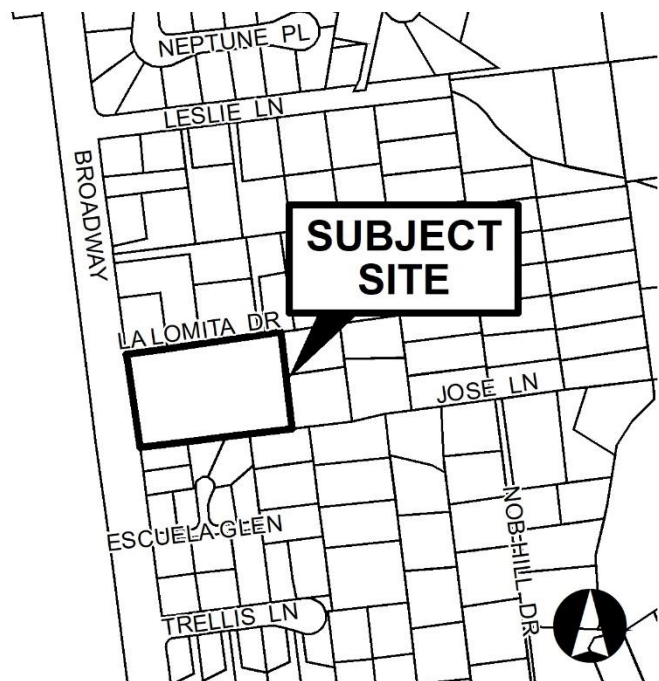 NEPTUNE PL
LESLIE LN
BROADWAY
SUBJECT
SITE
LA LOMITA DR
JOSE LN
ESCUELA GLEN
NOB HILL DR
TRELLIS LN